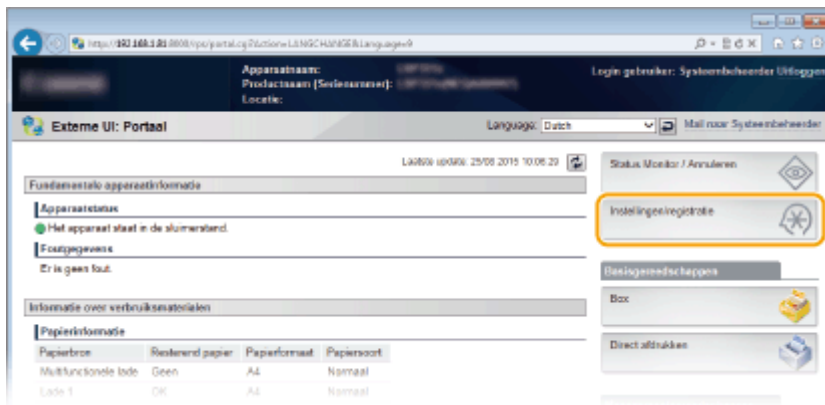 Apparaatnaam:
Productnaam (Serienummer):
Locatie:
Login gebruiker: Systeembeheerder Uitloggen
Externe UI: Portaal
Language: Dutch
Mail naar Systeembeheerder
Laatste update: 10:06:29
Fundamentele apparaatinformatie
Apparaatstatus
Het apparaat staat in de sluimerstand.
Foutgegevens
Er is geen fout.
Informatie over verbruiksmaterialen
Papierinformatie
Papierbron Resterend papier Papierformaat Papiersoort
Multifunctionele lade Geen A4 Normaal
Lade 1 OK A4 Normaal
Status Monitor / Annuleren
Instellingen/registratie
Basisgereedschappen
Box
Direct afdrukken